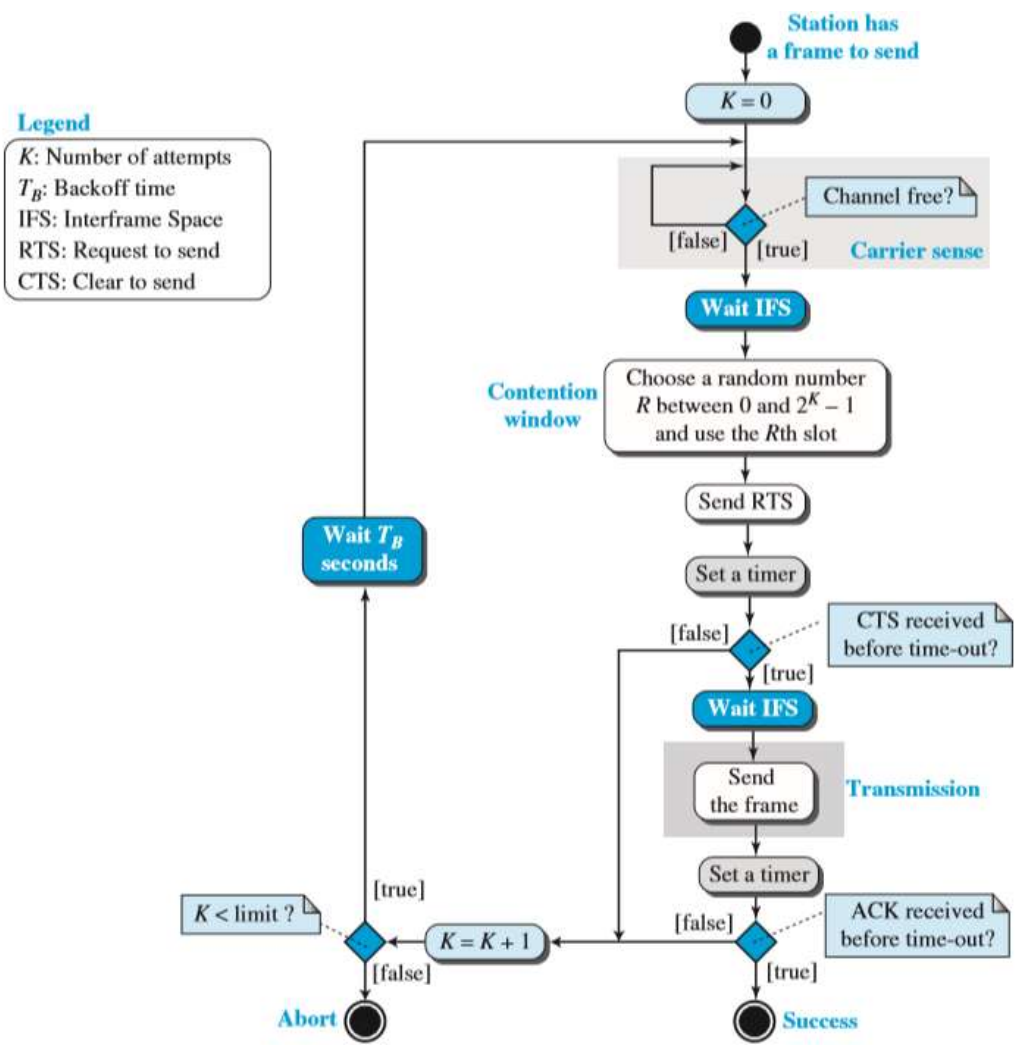 Station has
a frame to send
K = 0
Legend
K: Number of attempts
T_B: Backoff time
IFS: Interframe Space
RTS: Request to send
CTS: Clear to send
Channel free?
[false]
[true]
Carrier sense
Wait IFS
Contention
window
Choose a random number
R between 0 and 2^K – 1
and use the Rth slot
Send RTS
Wait T_B
seconds
Set a timer
CTS received
before time-out?
[false]
[true]
Wait IFS
Send
the frame
Transmission
Set a timer
K < limit ?
[true]
[false]
K = K + 1
[false]
ACK received
before time-out?
[true]
Abort
Success